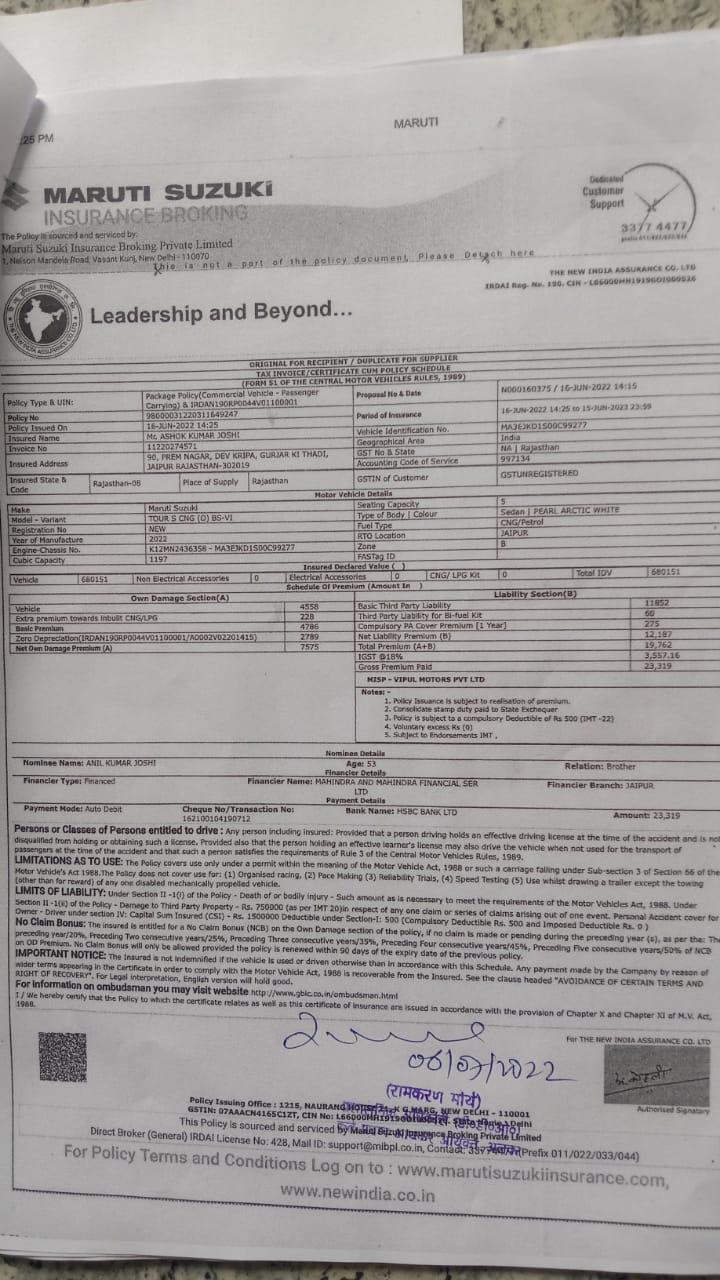 :25 PM
MARUTI
MARUTI SUZUKI
INSURANCE BROKING
Dedicated
Customer
Support
3377 4477
The Policy is sourced and serviced by:
Maruti Suzuki Insurance Broking Private Limited
1, Nelson Mandela Road, Vasant Kunj, New Delhi - 110070
This is not a part of the policy document, Please Detach here
THE NEW INDIA ASSURANCE CO. LTD
IRDAI Reg. No. 190, CIN -
Leadership and Beyond...
ORIGINAL FOR RECIPIENT / DUPLICATE FOR SUPPLIER
TAX INVOICE/CERTIFICATE CUM POLICY SCHEDULE
(FORM 51 OF THE CENTRAL MOTOR VEHICLES RULES, 1989)
Policy Type & UIN: Package Policy(Commercial Vehicle - Passenger Carrying) & IRDAN190RP0044V01100001 Proposal No & Date N000160375 / 16-JUN-2022 14:15
Policy No 98000031220311649247 Period of Insurance 16-JUN-2022 14:25 to 15-JUN-2023 23:59
Policy Issued On 16-JUN-2022 14:25
Insured Name Mr. ASHOK KUMAR JOSHI Vehicle Identification No. MA3EJKD1S00C99277
Invoice No 11220274571 Geographical Area India
Insured Address 90, PREM NAGAR, DEV KRIPA, GURJAR KI THADI, JAIPUR RAJASTHAN-302019 GST No & State NA | Rajasthan
Accounting Code of Service 997134
Insured State & Code Rajasthan-08 Place of Supply Rajasthan GSTIN of Customer GSTUNREGISTERED
Motor Vehicle Details
Make Maruti Suzuki Seating Capacity 5
Model - Variant TOUR S CNG (O) BS-VI Type of Body | Colour Sedan | PEARL ARCTIC WHITE
Registration No NEW Fuel Type CNG/Petrol
Year of Manufacture 2022 RTO Location JAIPUR
Engine-Chassis No. K12MN2436358 - MA3EJKD1S00C99277 Zone B
Cubic Capacity 1197 FASTag ID
Insured Declared Value ( )
Vehicle 680151 Non Electrical Accessories 0 Electrical Accessories 0 CNG/ LPG Kit 0 Total IDV 680151
Schedule Of Premium (Amount In )
Own Damage Section(A) Liability Section(B)
Vehicle 4558 Basic Third Party Liability 11852
Extra premium towards Inbuilt CNG/LPG 228 Third Party Liability for Bi-fuel Kit 60
Basic Premium 4786 Compulsory PA Cover Premium [1 Year] 275
Zero Depreciation(IRDAN190RP0044V01100001/A0002V02201415) 2789 Net Liability Premium (B) 12,187
Net Own Damage Premium (A) 7575 Total Premium (A+B) 19,762
IGST @18% 3,557.16
Gross Premium Paid 23,319
MISP - VIPUL MOTORS PVT LTD
Notes: -
1. Policy Issuance is subject to realisation of premium.
2. Consolidate stamp duty paid to State Exchequer
3. Policy is subject to a compulsory Deductible of Rs 500 (IMT -22)
4. Voluntary excess Rs (0)
5. Subject to Endorsements IMT ,
Nominee Details
Nominee Name: ANIL KUMAR JOSHI Age: 53 Relation: Brother
Financier Details
Financier Type: Financed Financier Name: MAHINDRA AND MAHINDRA FINANCIAL SER LTD Financier Branch: JAIPUR
Payment Details
Payment Mode: Auto Debit Cheque No/Transaction No: 162100104190712 Bank Name: HSBC BANK LTD Amount: 23,319
Persons or Classes of Persons entitled to drive : Any person including insured: Provided that a person driving holds an effective driving license at the time of the accident and is not
disqualified from holding or obtaining such a license. Provided also that the person holding an effective learner's license may also drive the vehicle when not used for the transport of
passengers at the time of the accident and that such a person satisfies the requirements of Rule 3 of the Central Motor Vehicles Rules, 1989.
LIMITATIONS AS TO USE: The Policy covers use only under a permit within the meaning of the Motor Vehicle Act, 1988 or such a carriage falling under Sub-section 3 of Section 66 of the
Motor Vehicle's Act 1988.The Policy does not cover use for: (1) Organised racing, (2) Pace Making (3) Reliability Trials, (4) Speed Testing (5) Use whilst drawing a trailer except the towing
(other than for reward) of any one disabled mechanically propelled vehicle.
LIMITS OF LIABILITY: Under Section II -1(i) of the Policy - Death of or bodily injury - Such amount as is necessary to meet the requirements of the Motor Vehicles Act, 1988. Under
Section II -1(ii) of the Policy - Damage to Third Party Property - Rs. 750000 (as per IMT 20)in respect of any one claim or series of claims arising out of one event. Personal Accident cover for
Owner - Driver under section IV: Capital Sum Insured (CSI) - Rs. 1500000 Deductible under Section-I: 500 (Compulsory Deductible Rs. 500 and Imposed Deductible Rs. 0 )
No Claim Bonus: The insured is entitled for a No Claim Bonus (NCB) on the Own Damage section of the policy, if no claim is made or pending during the preceding year (s), as per the: The
preceding year/20%, Preceding Two consecutive years/25%, Preceding Three consecutive years/35%, Preceding Four consecutive years/45%, Preceding Five consecutive years/50% of NCB
on OD Premium. No Claim Bonus will only be allowed provided the policy is renewed within 90 days of the expiry date of the previous policy.
IMPORTANT NOTICE: The Insured is not indemnified if the vehicle is used or driven otherwise than in accordance with this Schedule. Any payment made by the Company by reason of
wider terms appearing in the Certificate in order to comply with the Motor Vehicle Act, 1988 is recoverable from the Insured. See the clause headed "AVOIDANCE OF CERTAIN TERMS AND
RIGHT OF RECOVERY". For Legal interpretation, English version will hold good.
For Information on ombudsman you may visit website http://www.gbic.co.in/ombudsman.html
I / We hereby certify that the Policy to which the certificate relates as well as this certificate of Insurance are issued in accordance with the provision of Chapter X and Chapter XI of M.V. Act,
1988.
For THE NEW INDIA ASSURANCE CO. LTD
06/07/2022
(रामकरण मौर्य)
Authorised Signatory
Policy Issuing Office : 1215, NAURANG HOUSE K G MARG, NEW DELHI - 110001
GSTIN: 07AAACN4165C1ZT, CIN No:
This Policy is sourced and serviced by Maruti Suzuki Insurance Broking Private Limited
Direct Broker (General) IRDAI License No: 428, Mail ID: support@mibpl.co.in, Contact: (Prefix 011/022/033/044)
For Policy Terms and Conditions Log on to : www.marutisuzukiinsurance.com,
www.newindia.co.in